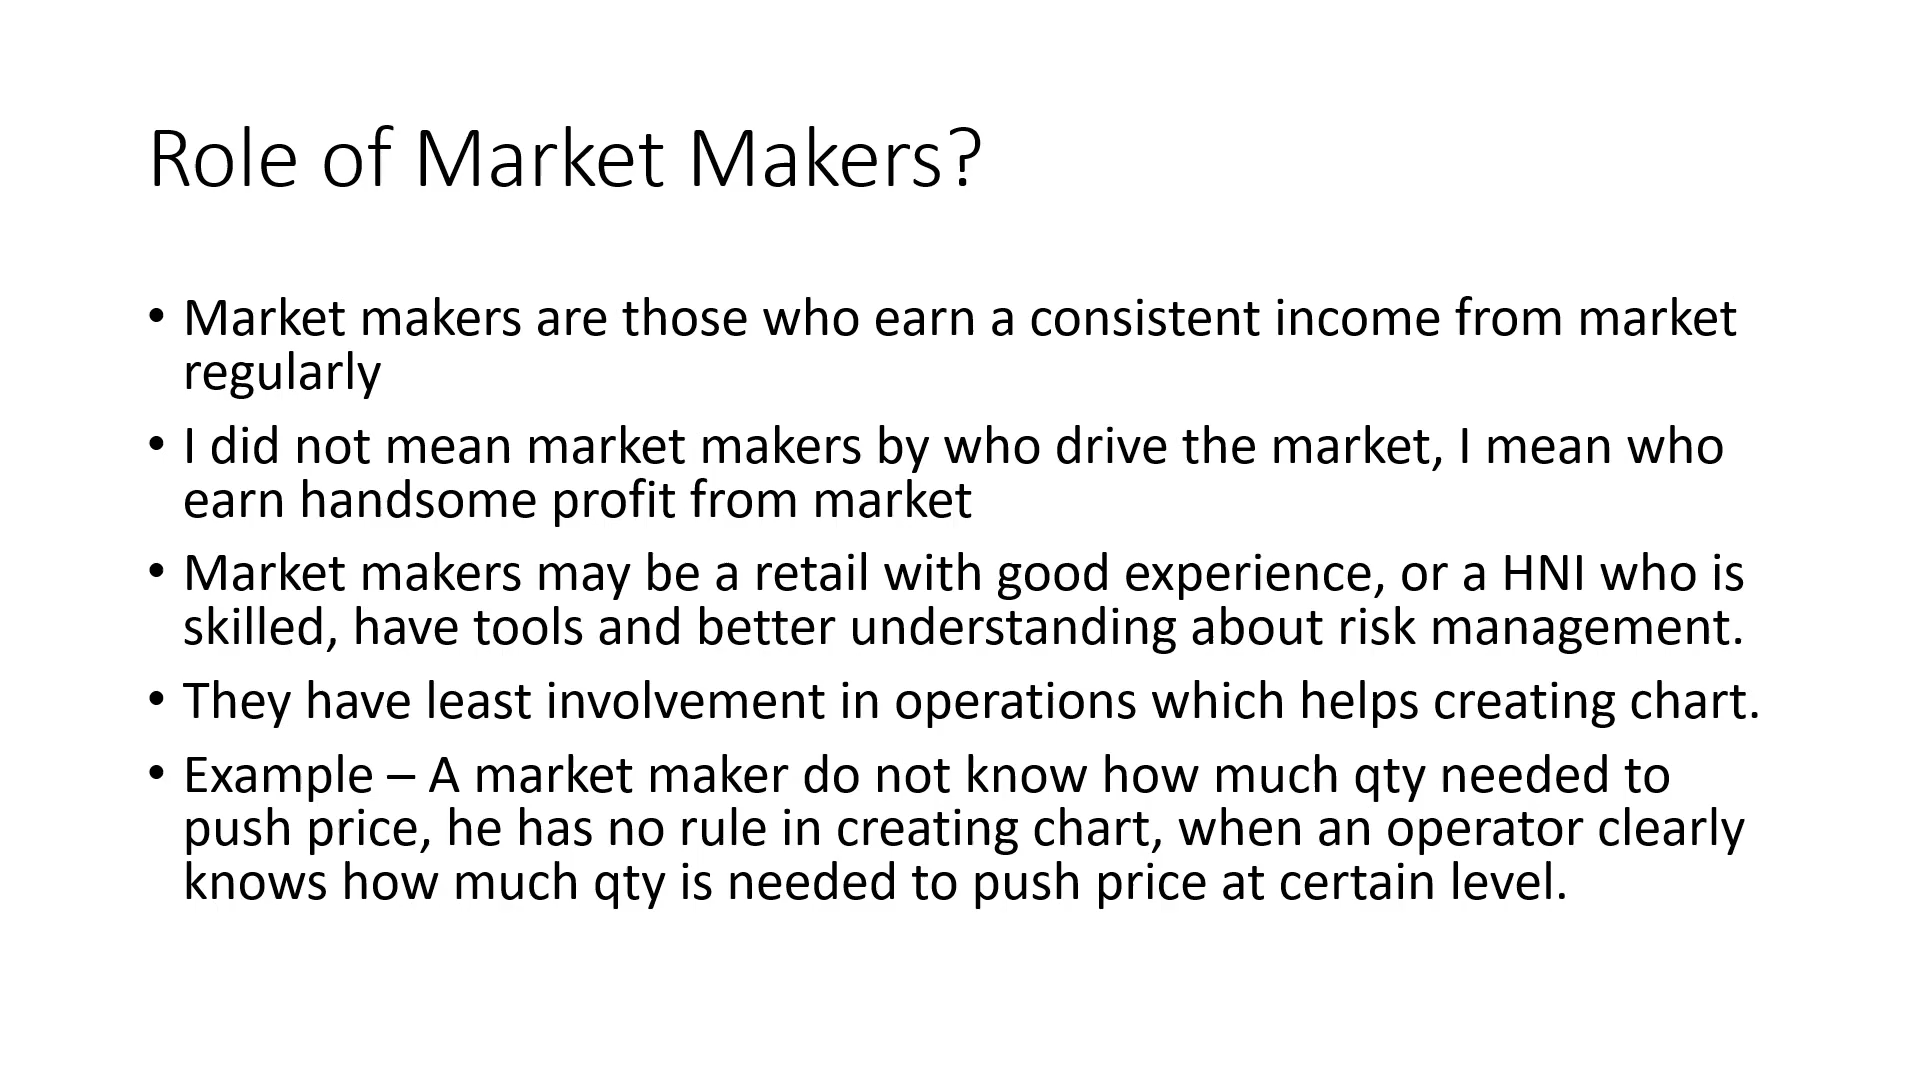 Role of Market Makers?
• Market makers are those who earn a consistent income from market
regularly
• I did not mean market makers by who drive the market, I mean who
earn handsome profit from market
• Market makers may be a retail with good experience, or a HNI who is
skilled, have tools and better understanding about risk management.
• They have least involvement in operations which helps creating chart.
• Example – A market maker do not know how much qty needed to
push price, he has no rule in creating chart, when an operator clearly
knows how much qty is needed to push price at certain level.